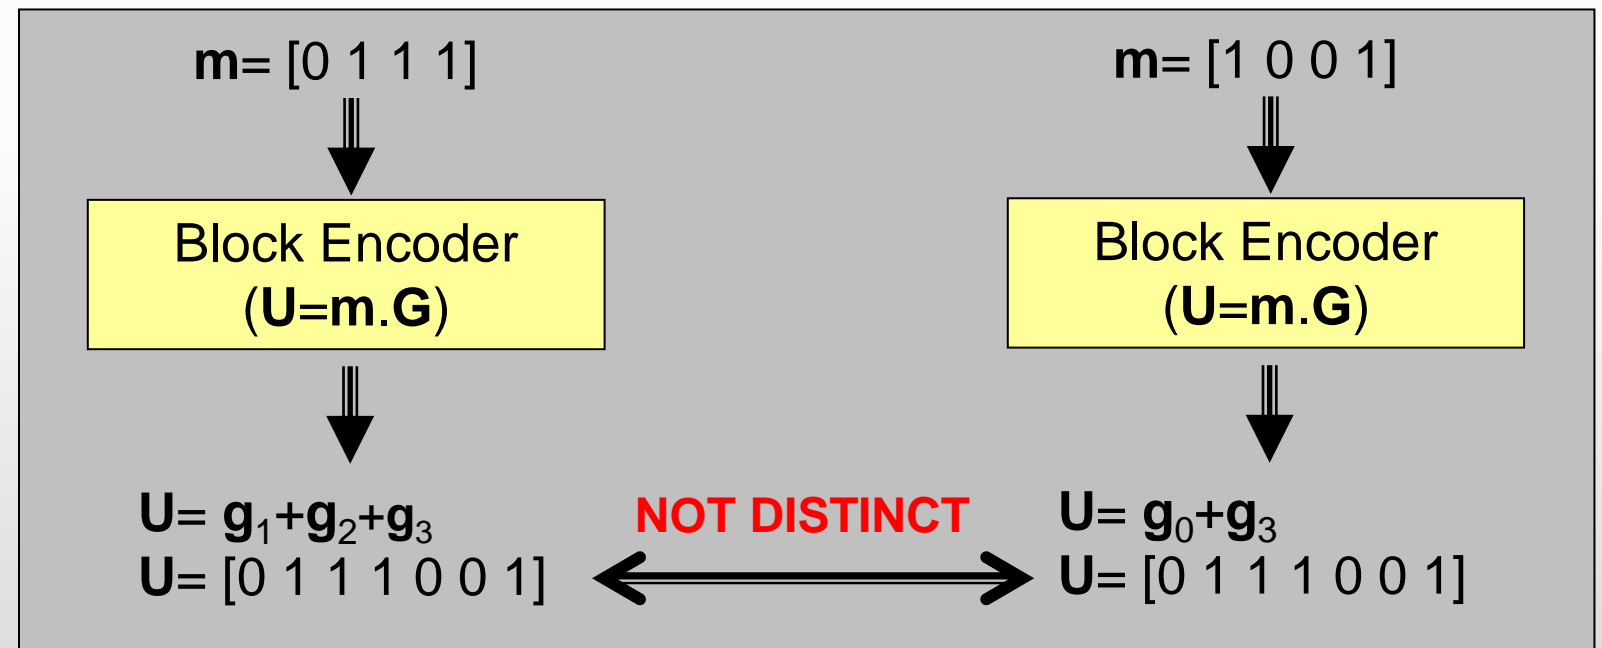 m= [0 1 1 1]
Block Encoder
(U=m.G)
U= g₁+g₂+g₃
U= [0 1 1 1 0 0 1]
NOT DISTINCT
m= [1 0 0 1]
Block Encoder
(U=m.G)
U= g₀+g₃
U= [0 1 1 1 0 0 1]